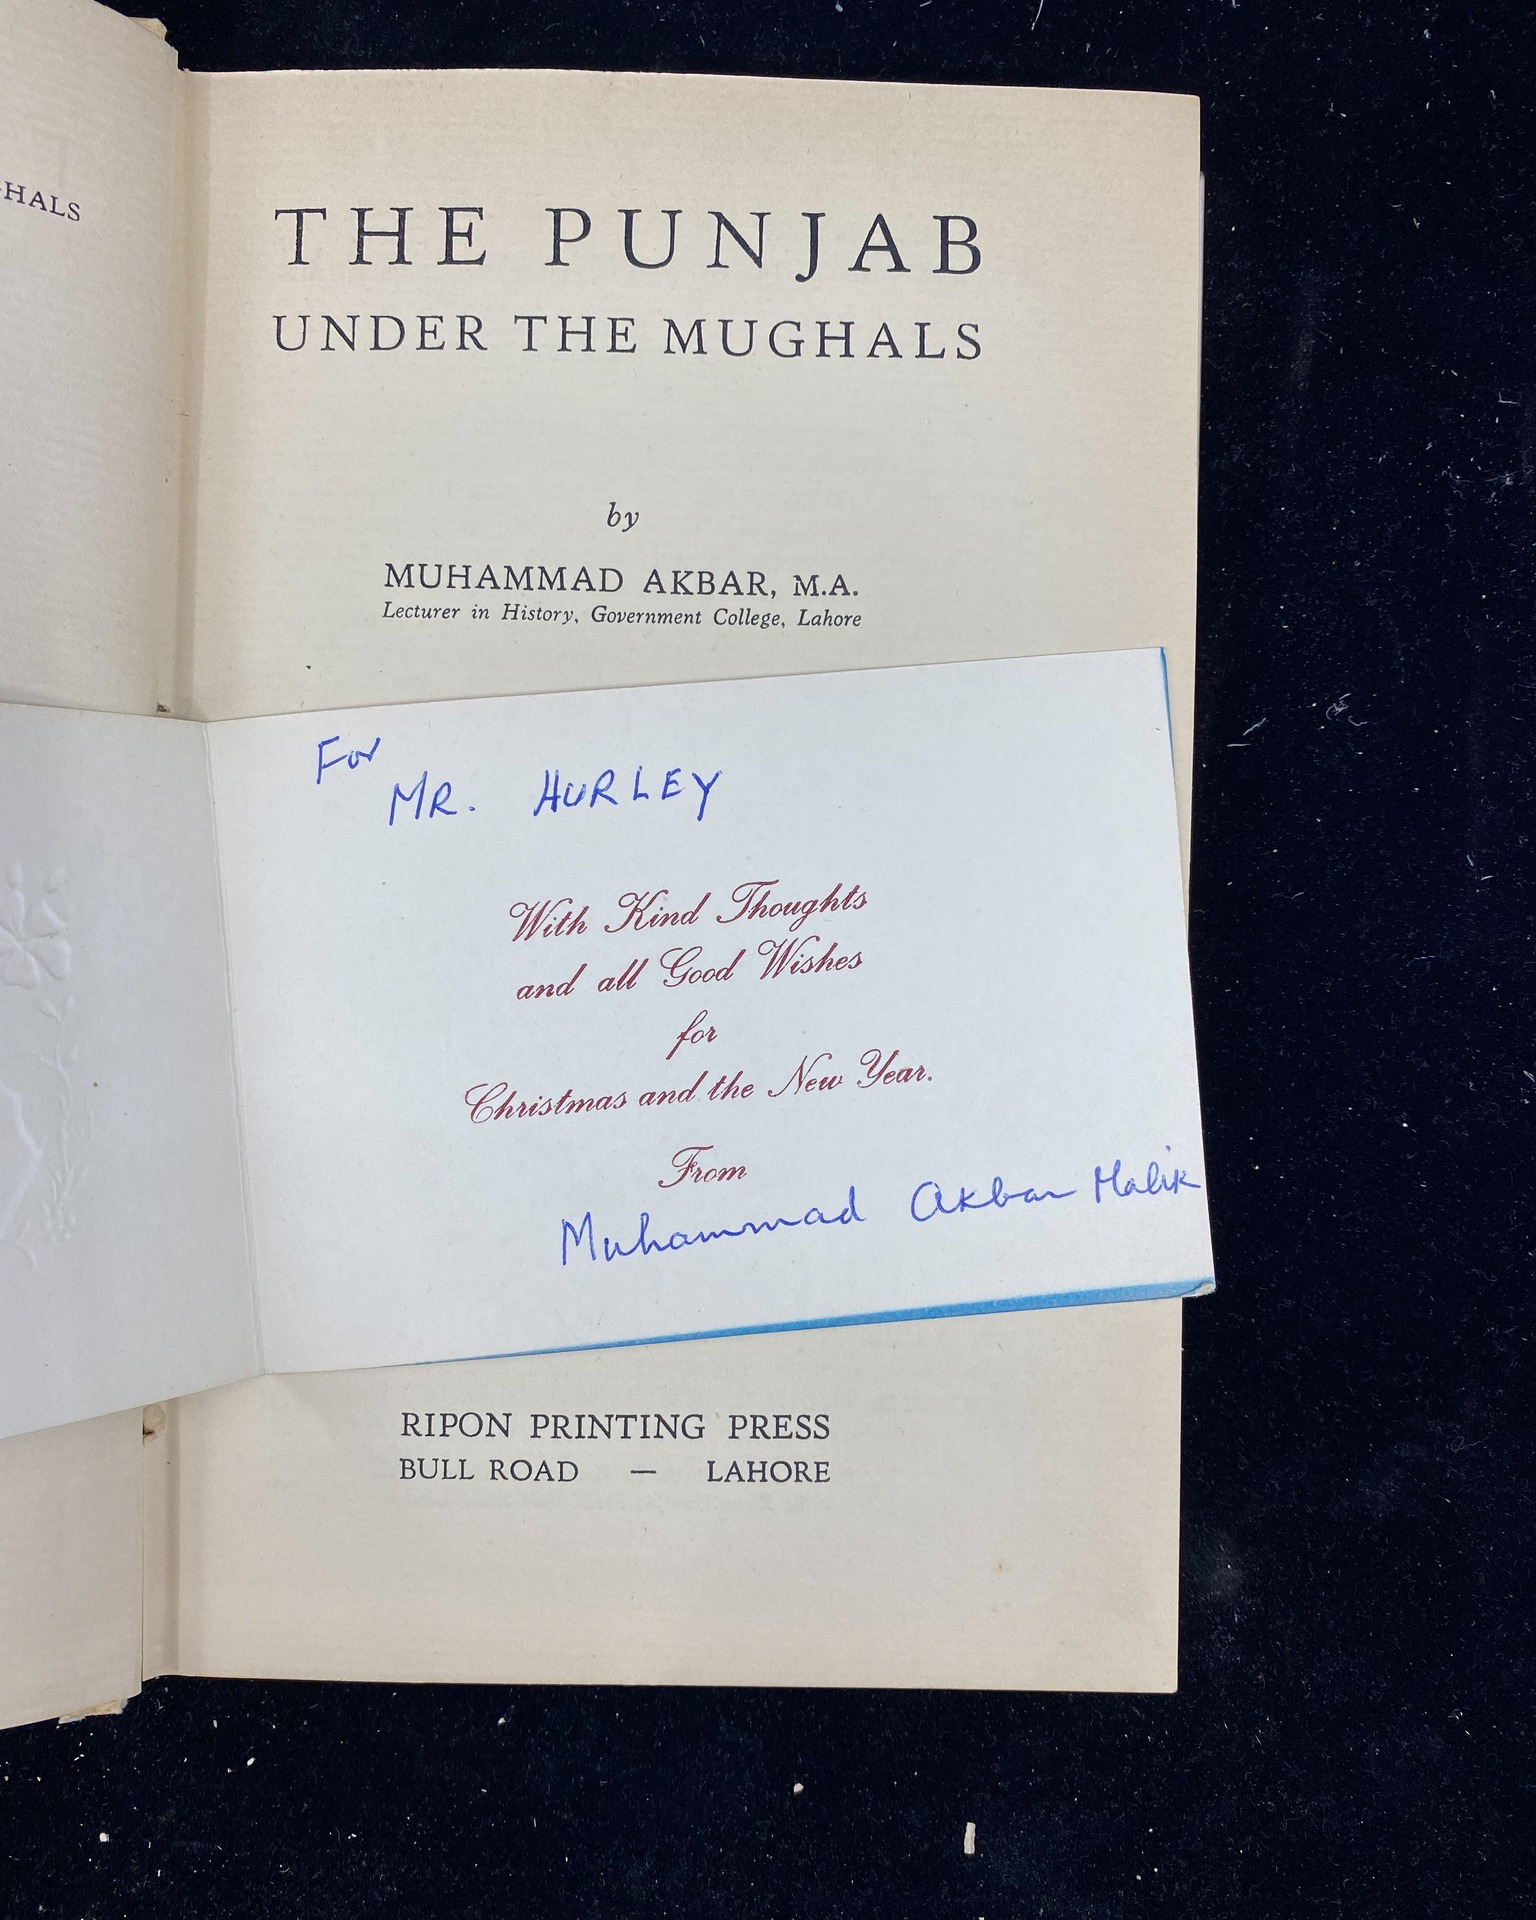 GHALS
THE PUNJAB
UNDER THE MUGHALS
by
MUHAMMAD AKBAR, M.A.
Lecturer in History, Government College, Lahore
For
MR. HURLEY
With Kind Thoughts
and all Good Wishes
for
Christmas and the New Year.
From
Muhammad Akbar Malik
RIPON PRINTING PRESS
BULL ROAD — LAHORE